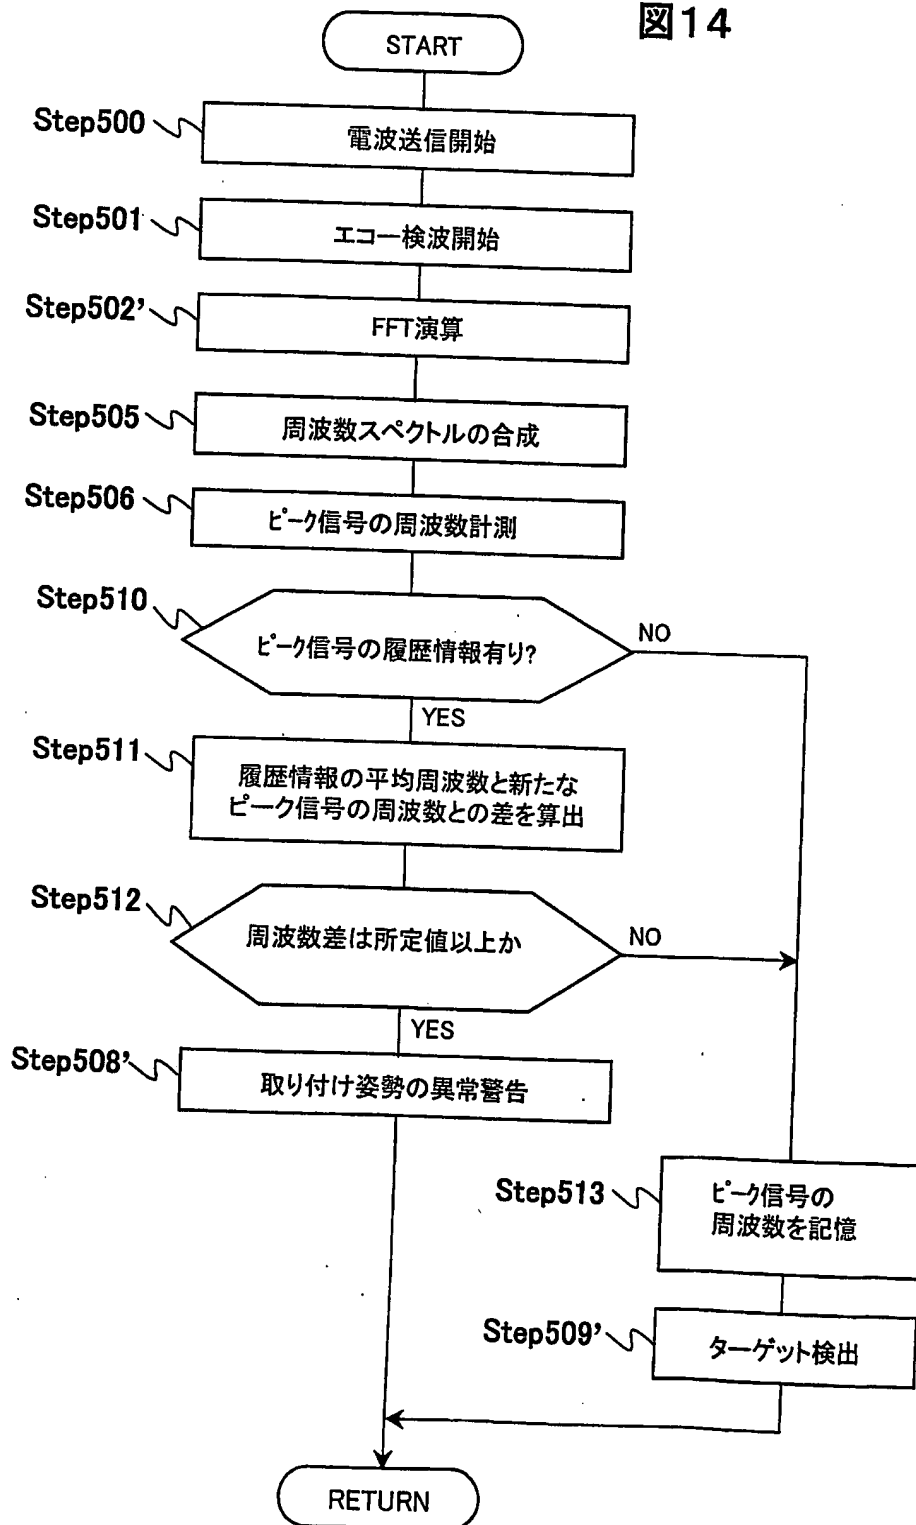 図14
START
Step500
電波送信開始
Step501
エコー検波開始
Step502’
FFT演算
Step505
周波数スペクトルの合成
Step506
ピーク信号の周波数計測
Step510
ピーク信号の履歴情報有り?
NO
YES
Step511
履歴情報の平均周波数と新たな
ピーク信号の周波数との差を算出
Step512
周波数差は所定値以上か
NO
YES
Step508’
取り付け姿勢の異常警告
Step513
ピーク信号の
周波数を記憶
Step509’
ターゲット検出
RETURN